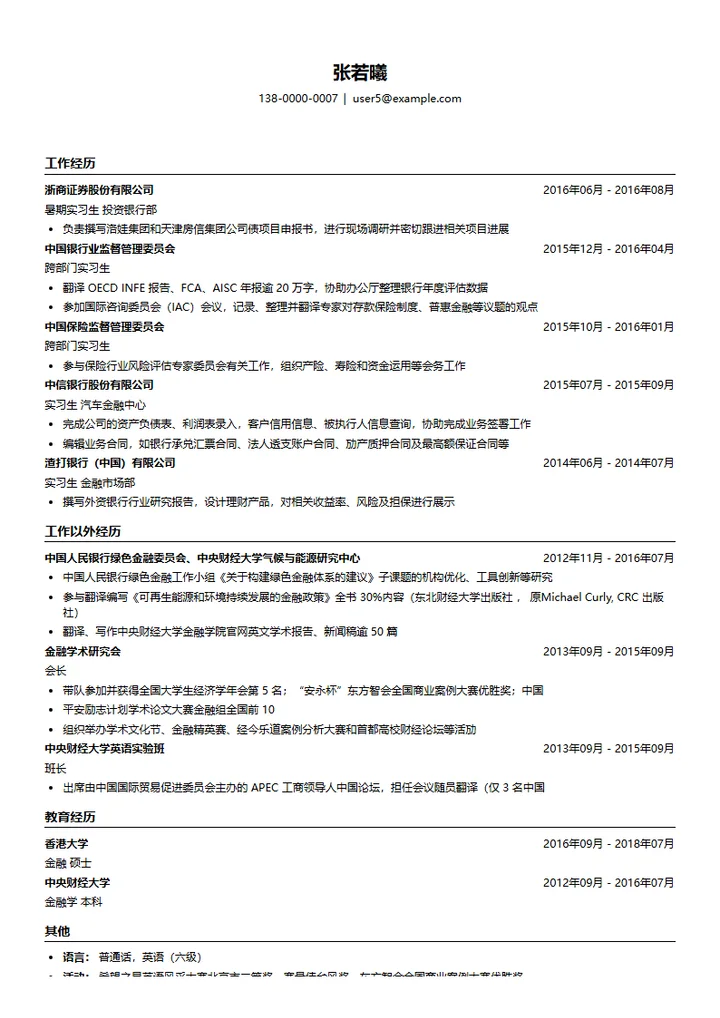 张若曦
138-0000-0007 | user5@example.com
工作经历
浙商证券股份有限公司 2016年06月 - 2016年08月
暑期实习生 投资银行部
• 负责撰写洛娃集团和天津房信集团公司债项目申报书，进行现场调研并密切跟进相关项目进展
中国银行业监督管理委员会 2015年12月 - 2016年04月
跨部门实习生
• 翻译 OECD INFE 报告、FCA、AISC 年报逾 20 万字，协助办公厅整理银行年度评估数据
• 参加国际咨询委员会（IAC）会议，记录、整理并翻译专家对存款保险制度、普惠金融等议题的观点
中国保险监督管理委员会 2015年10月 - 2016年01月
跨部门实习生
• 参与保险行业风险评估专家委员会有关工作，组织产险、寿险和资金运用等会务工作
中信银行股份有限公司 2015年07月 - 2015年09月
实习生 汽车金融中心
• 完成公司的资产负债表、利润表录入，客户信用信息、被执行人信息查询，协助完成业务签署工作
• 编辑业务合同，如银行承兑汇票合同、法人透支账户合同、励产质押合同及最高额保证合同等
渣打银行（中国）有限公司 2014年06月 - 2014年07月
实习生 金融市场部
• 撰写外资银行行业研究报告，设计理财产品，对相关收益率、风险及担保进行展示
工作以外经历
中国人民银行绿色金融委员会、中央财经大学气候与能源研究中心 2012年11月 - 2016年07月
• 中国人民银行绿色金融工作小组《关于构建绿色金融体系的建议》子课题的机构优化、工具创新等研究
• 参与翻译编写《可再生能源和环境持续发展的金融政策》全书 30%内容（东北财经大学出版社 ， 原Michael Curly, CRC 出版
社）
• 翻译、写作中央财经大学金融学院官网英文学术报告、新闻稿逾 50 篇
金融学术研究会 2013年09月 - 2015年09月
会长
• 带队参加并获得全国大学生经济学年会第 5 名；“安永杯”东方智会全国商业案例大赛优胜奖；中国
• 平安励志计划学术论文大赛金融组全国前 10
• 组织举办学术文化节、金融精英赛、经今乐道案例分析大赛和首都高校财经论坛等活动
中央财经大学英语实验班 2013年09月 - 2015年09月
班长
• 出席由中国国际贸易促进委员会主办的 APEC 工商领导人中国论坛，担任会议随员翻译（仅 3 名中国
教育经历
香港大学 2016年09月 - 2018年07月
金融 硕士
中央财经大学 2012年09月 - 2016年07月
金融学 本科
其他
• 语言： 普通话，英语（六级）